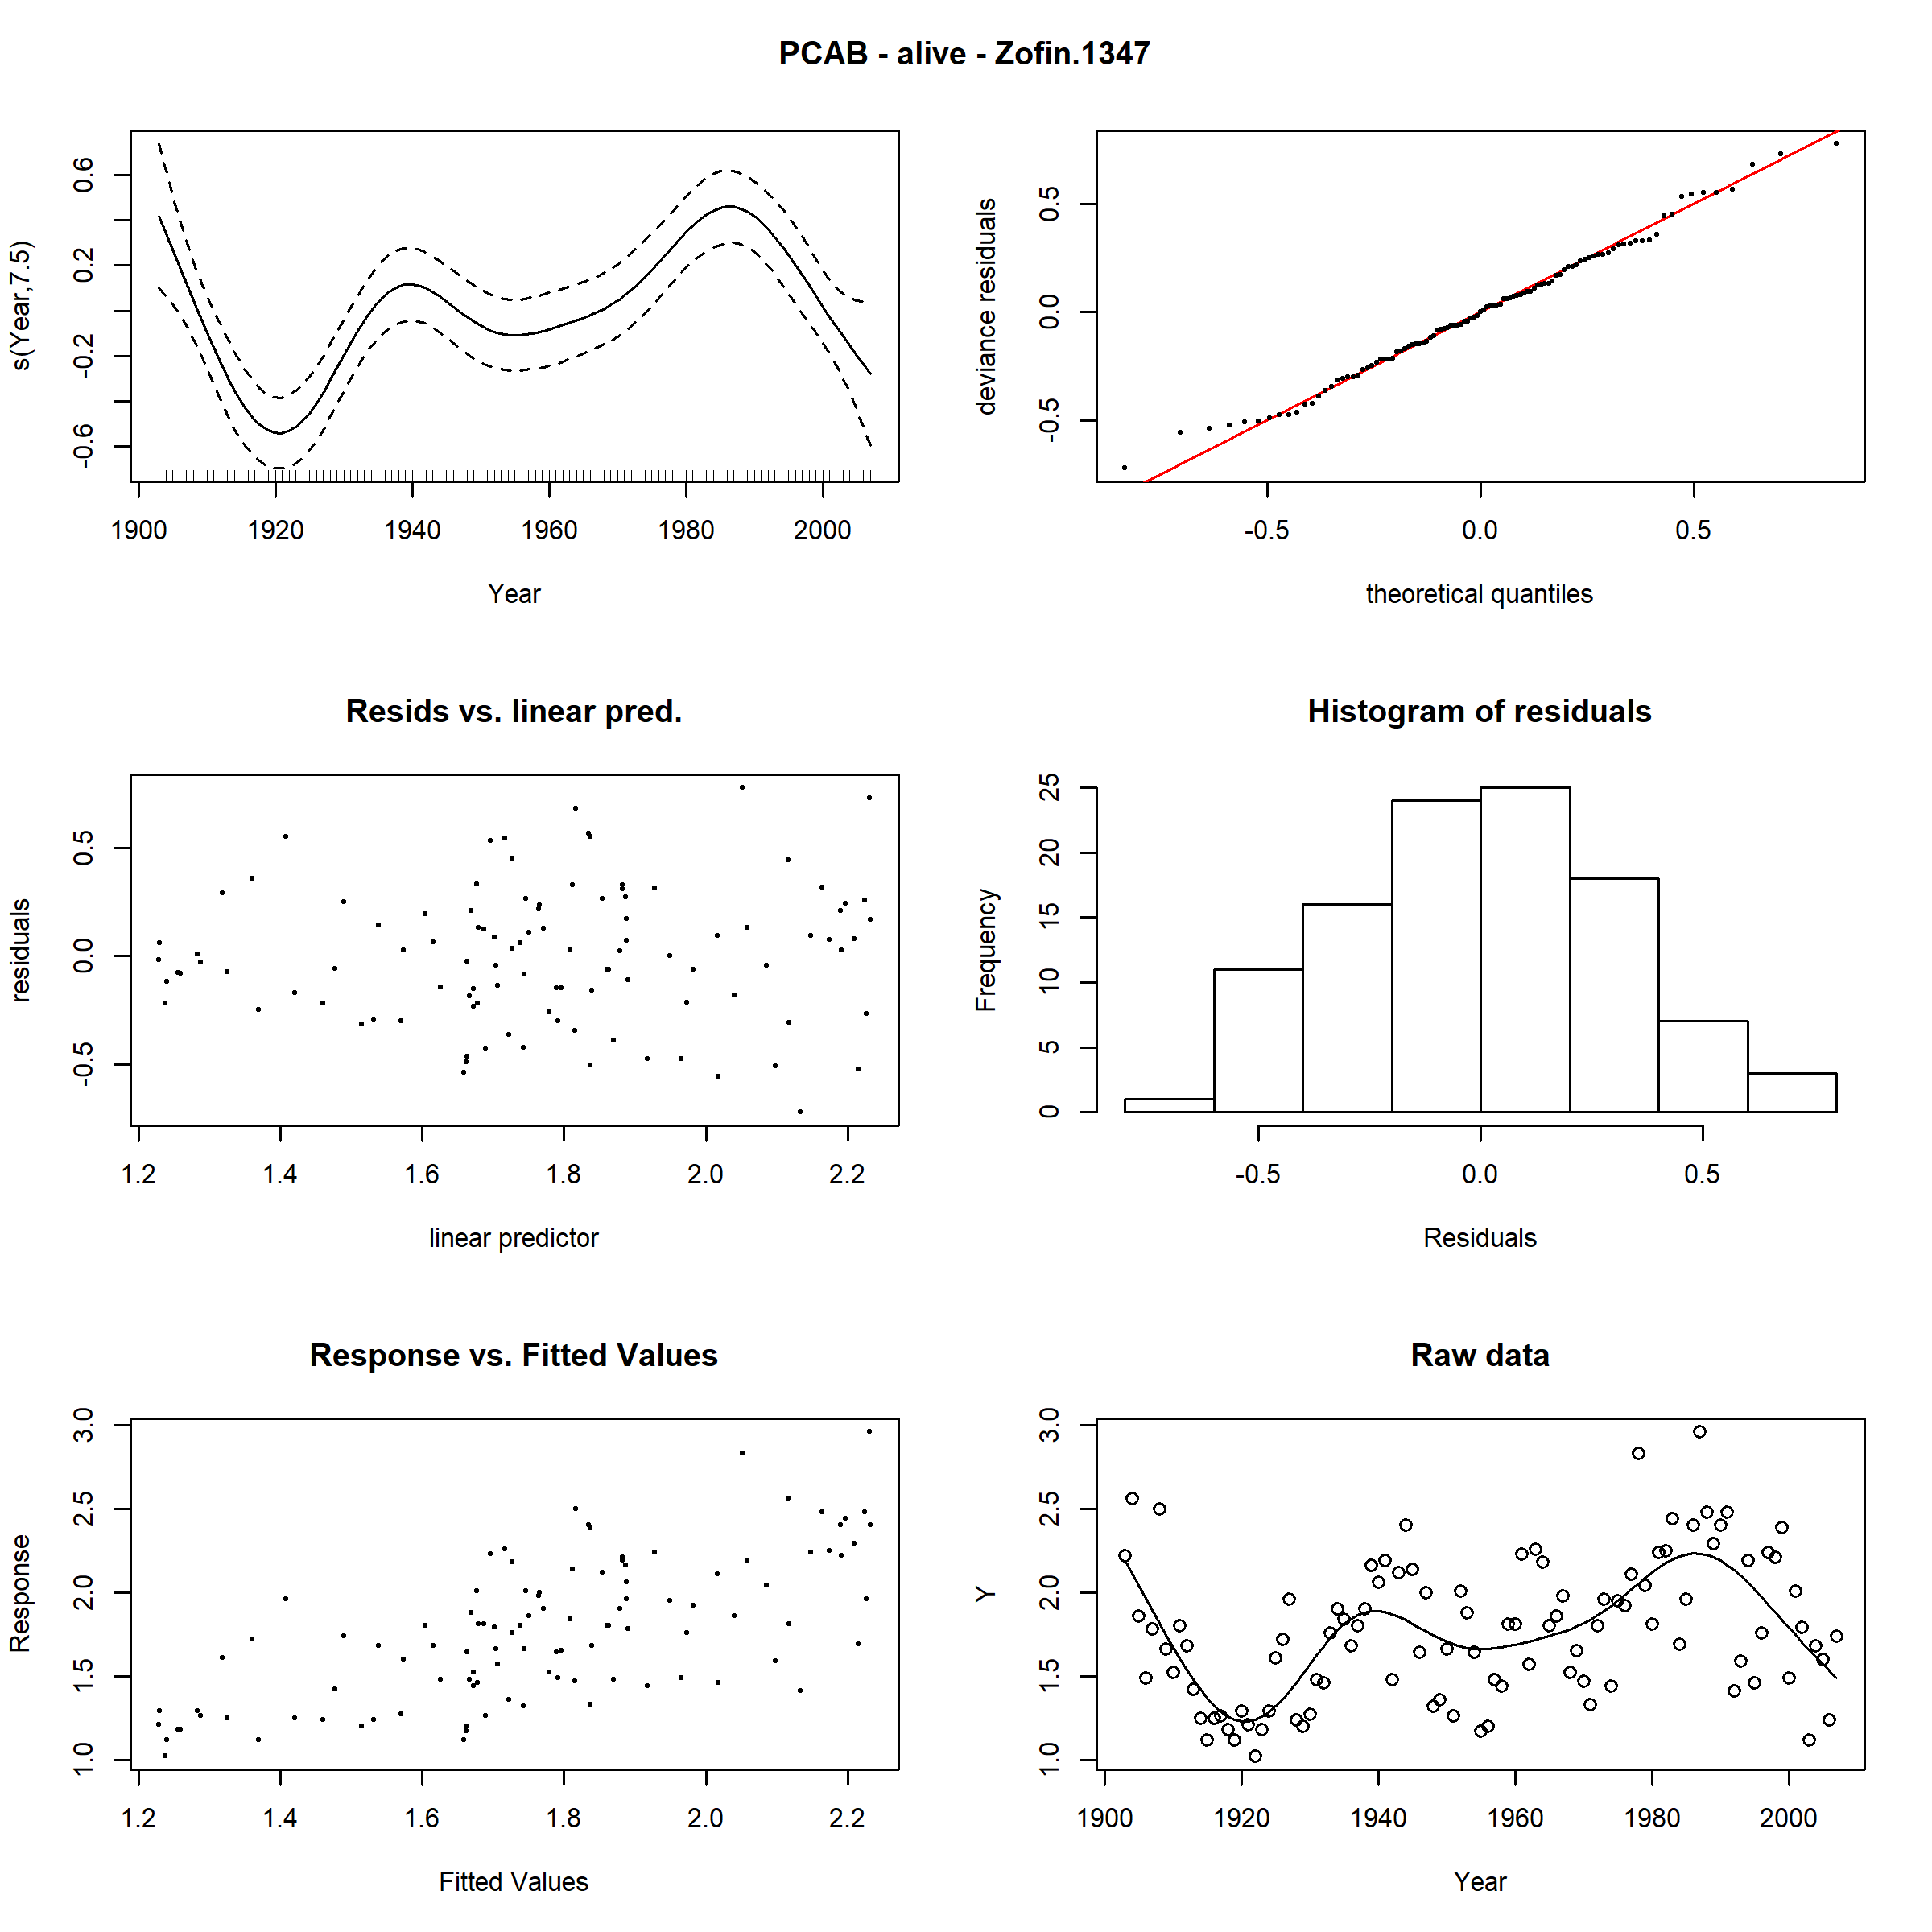 PCAB - alive - Zofin.1347
s(Year,7.5)
-0.6 -0.2 0.2 0.6
1900 1920 1940 1960 1980 2000
Year
deviance residuals
-0.5 0.0 0.5
-0.5 0.0 0.5
theoretical quantiles
Resids vs. linear pred.
residuals
-0.5 0.0 0.5
1.2 1.4 1.6 1.8 2.0 2.2
linear predictor
Histogram of residuals
Frequency
0 5 10 15 20 25
-0.5 0.0 0.5
Residuals
Response vs. Fitted Values
Response
1.0 1.5 2.0 2.5 3.0
1.2 1.4 1.6 1.8 2.0 2.2
Fitted Values
Raw data
Y
1.0 1.5 2.0 2.5 3.0
1900 1920 1940 1960 1980 2000
Year